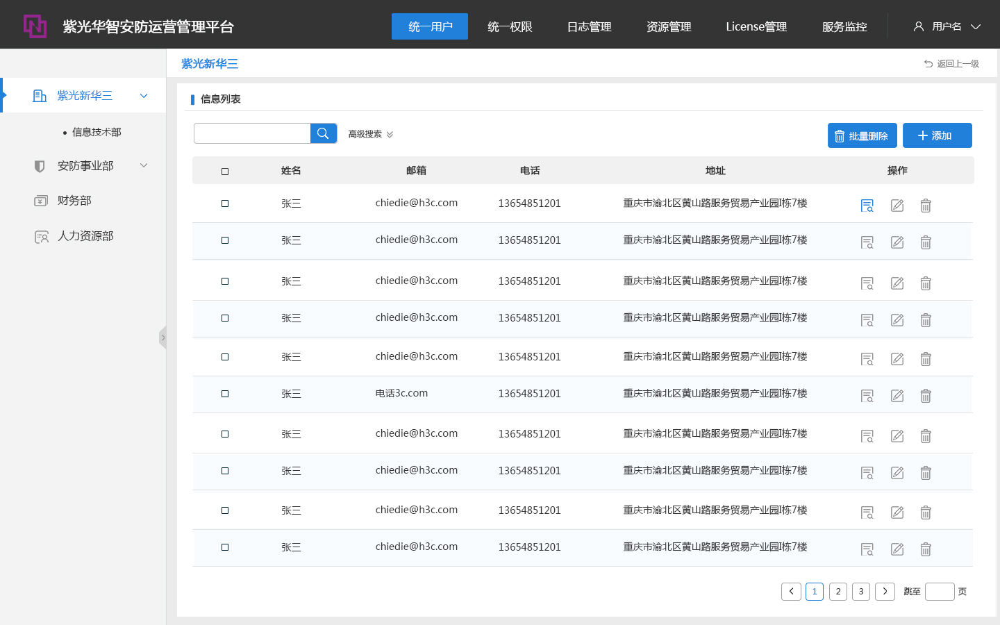 紫光华智安防运营管理平台 统一用户 统一权限 日志管理 资源管理 License管理 服务监控 用户名
紫光新华三 返回上一级
紫光新华三
信息技术部
安防事业部
财务部
人力资源部
信息列表
高级搜索 批量删除 添加
姓名 邮箱 电话 地址 操作
张三 chiedie@h3c.com 13654851201 重庆市渝北区黄山路服务贸易产业园I栋7楼
张三 chiedie@h3c.com 13654851201 重庆市渝北区黄山路服务贸易产业园I栋7楼
张三 chiedie@h3c.com 13654851201 重庆市渝北区黄山路服务贸易产业园I栋7楼
张三 chiedie@h3c.com 13654851201 重庆市渝北区黄山路服务贸易产业园I栋7楼
张三 chiedie@h3c.com 13654851201 重庆市渝北区黄山路服务贸易产业园I栋7楼
张三 电话3c.com 13654851201 重庆市渝北区黄山路服务贸易产业园I栋7楼
张三 chiedie@h3c.com 13654851201 重庆市渝北区黄山路服务贸易产业园I栋7楼
张三 chiedie@h3c.com 13654851201 重庆市渝北区黄山路服务贸易产业园I栋7楼
张三 chiedie@h3c.com 13654851201 重庆市渝北区黄山路服务贸易产业园I栋7楼
张三 chiedie@h3c.com 13654851201 重庆市渝北区黄山路服务贸易产业园I栋7楼
1 2 3 跳至 页